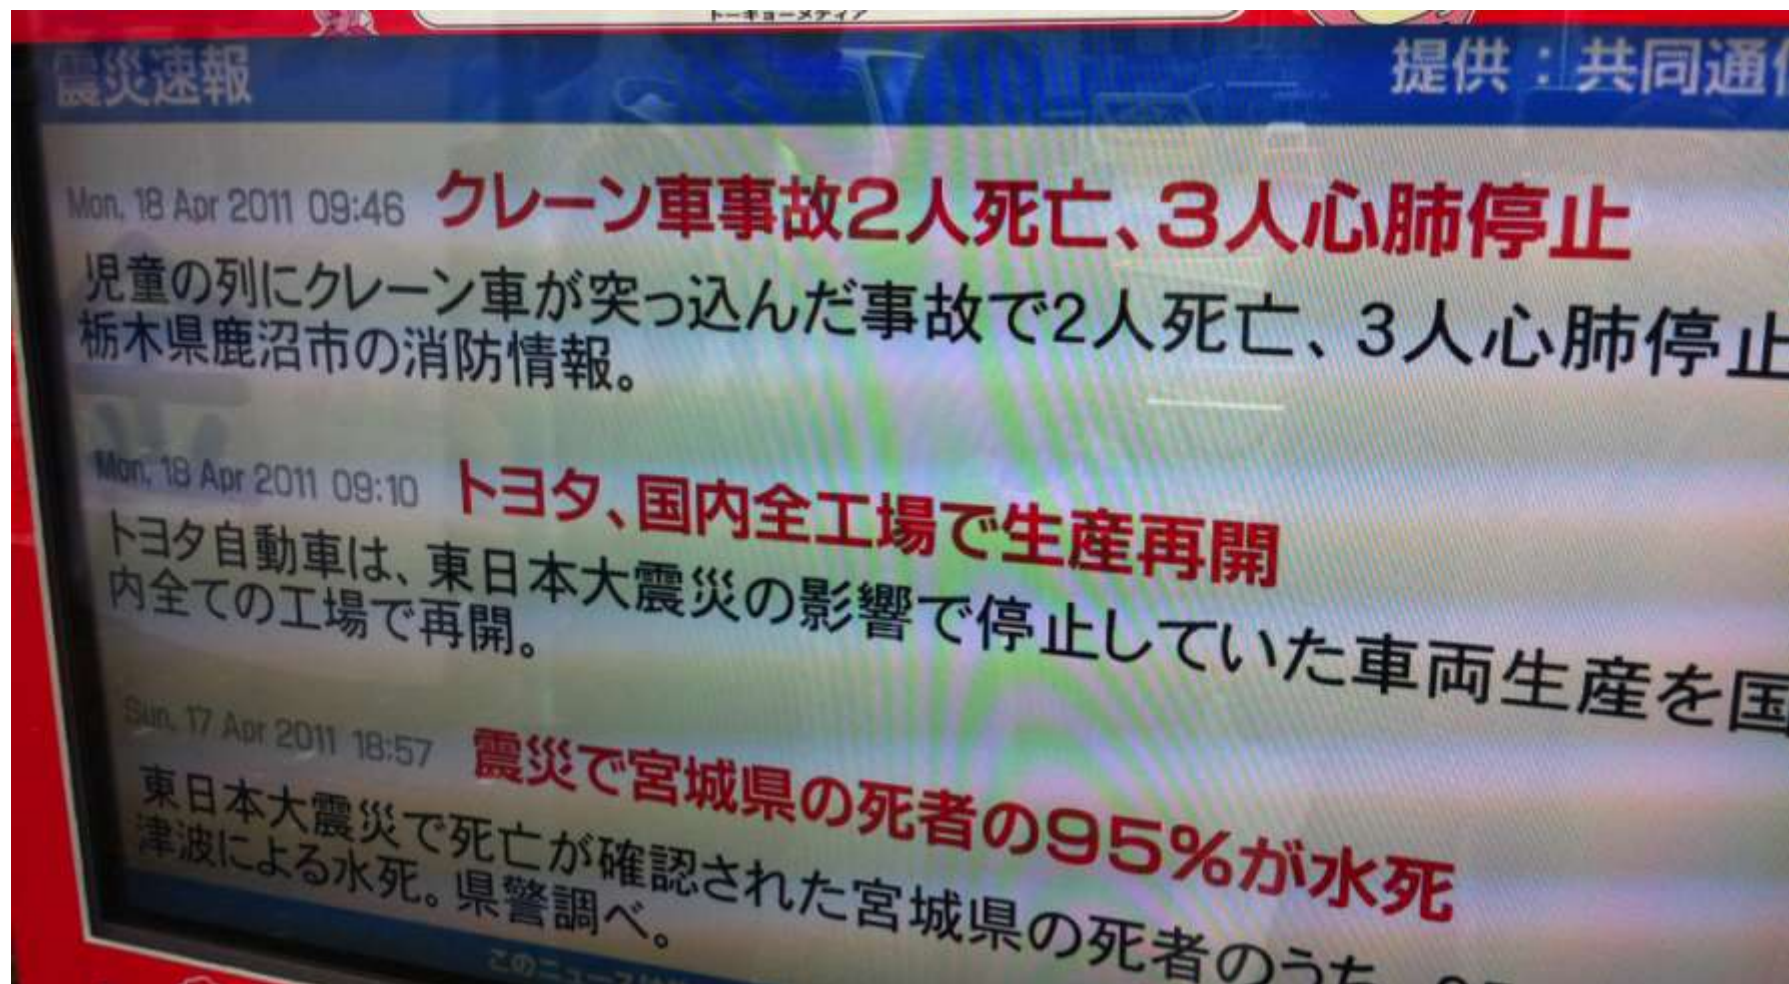 トーキョーメディア
震災速報
提供：共同通
Mon, 18 Apr 2011 09:46 クレーン車事故2人死亡、3人心肺停止
児童の列にクレーン車が突っ込んだ事故で2人死亡、3人心肺停止
栃木県鹿沼市の消防情報。
Mon, 18 Apr 2011 09:10 トヨタ、国内全工場で生産再開
トヨタ自動車は、東日本大震災の影響で停止していた車両生産を国
内全ての工場で再開。
Sun, 17 Apr 2011 18:57 震災で宮城県の死者の95%が水死
東日本大震災で死亡が確認された宮城県の死者のうち
津波による水死。県警調べ。
このニュース